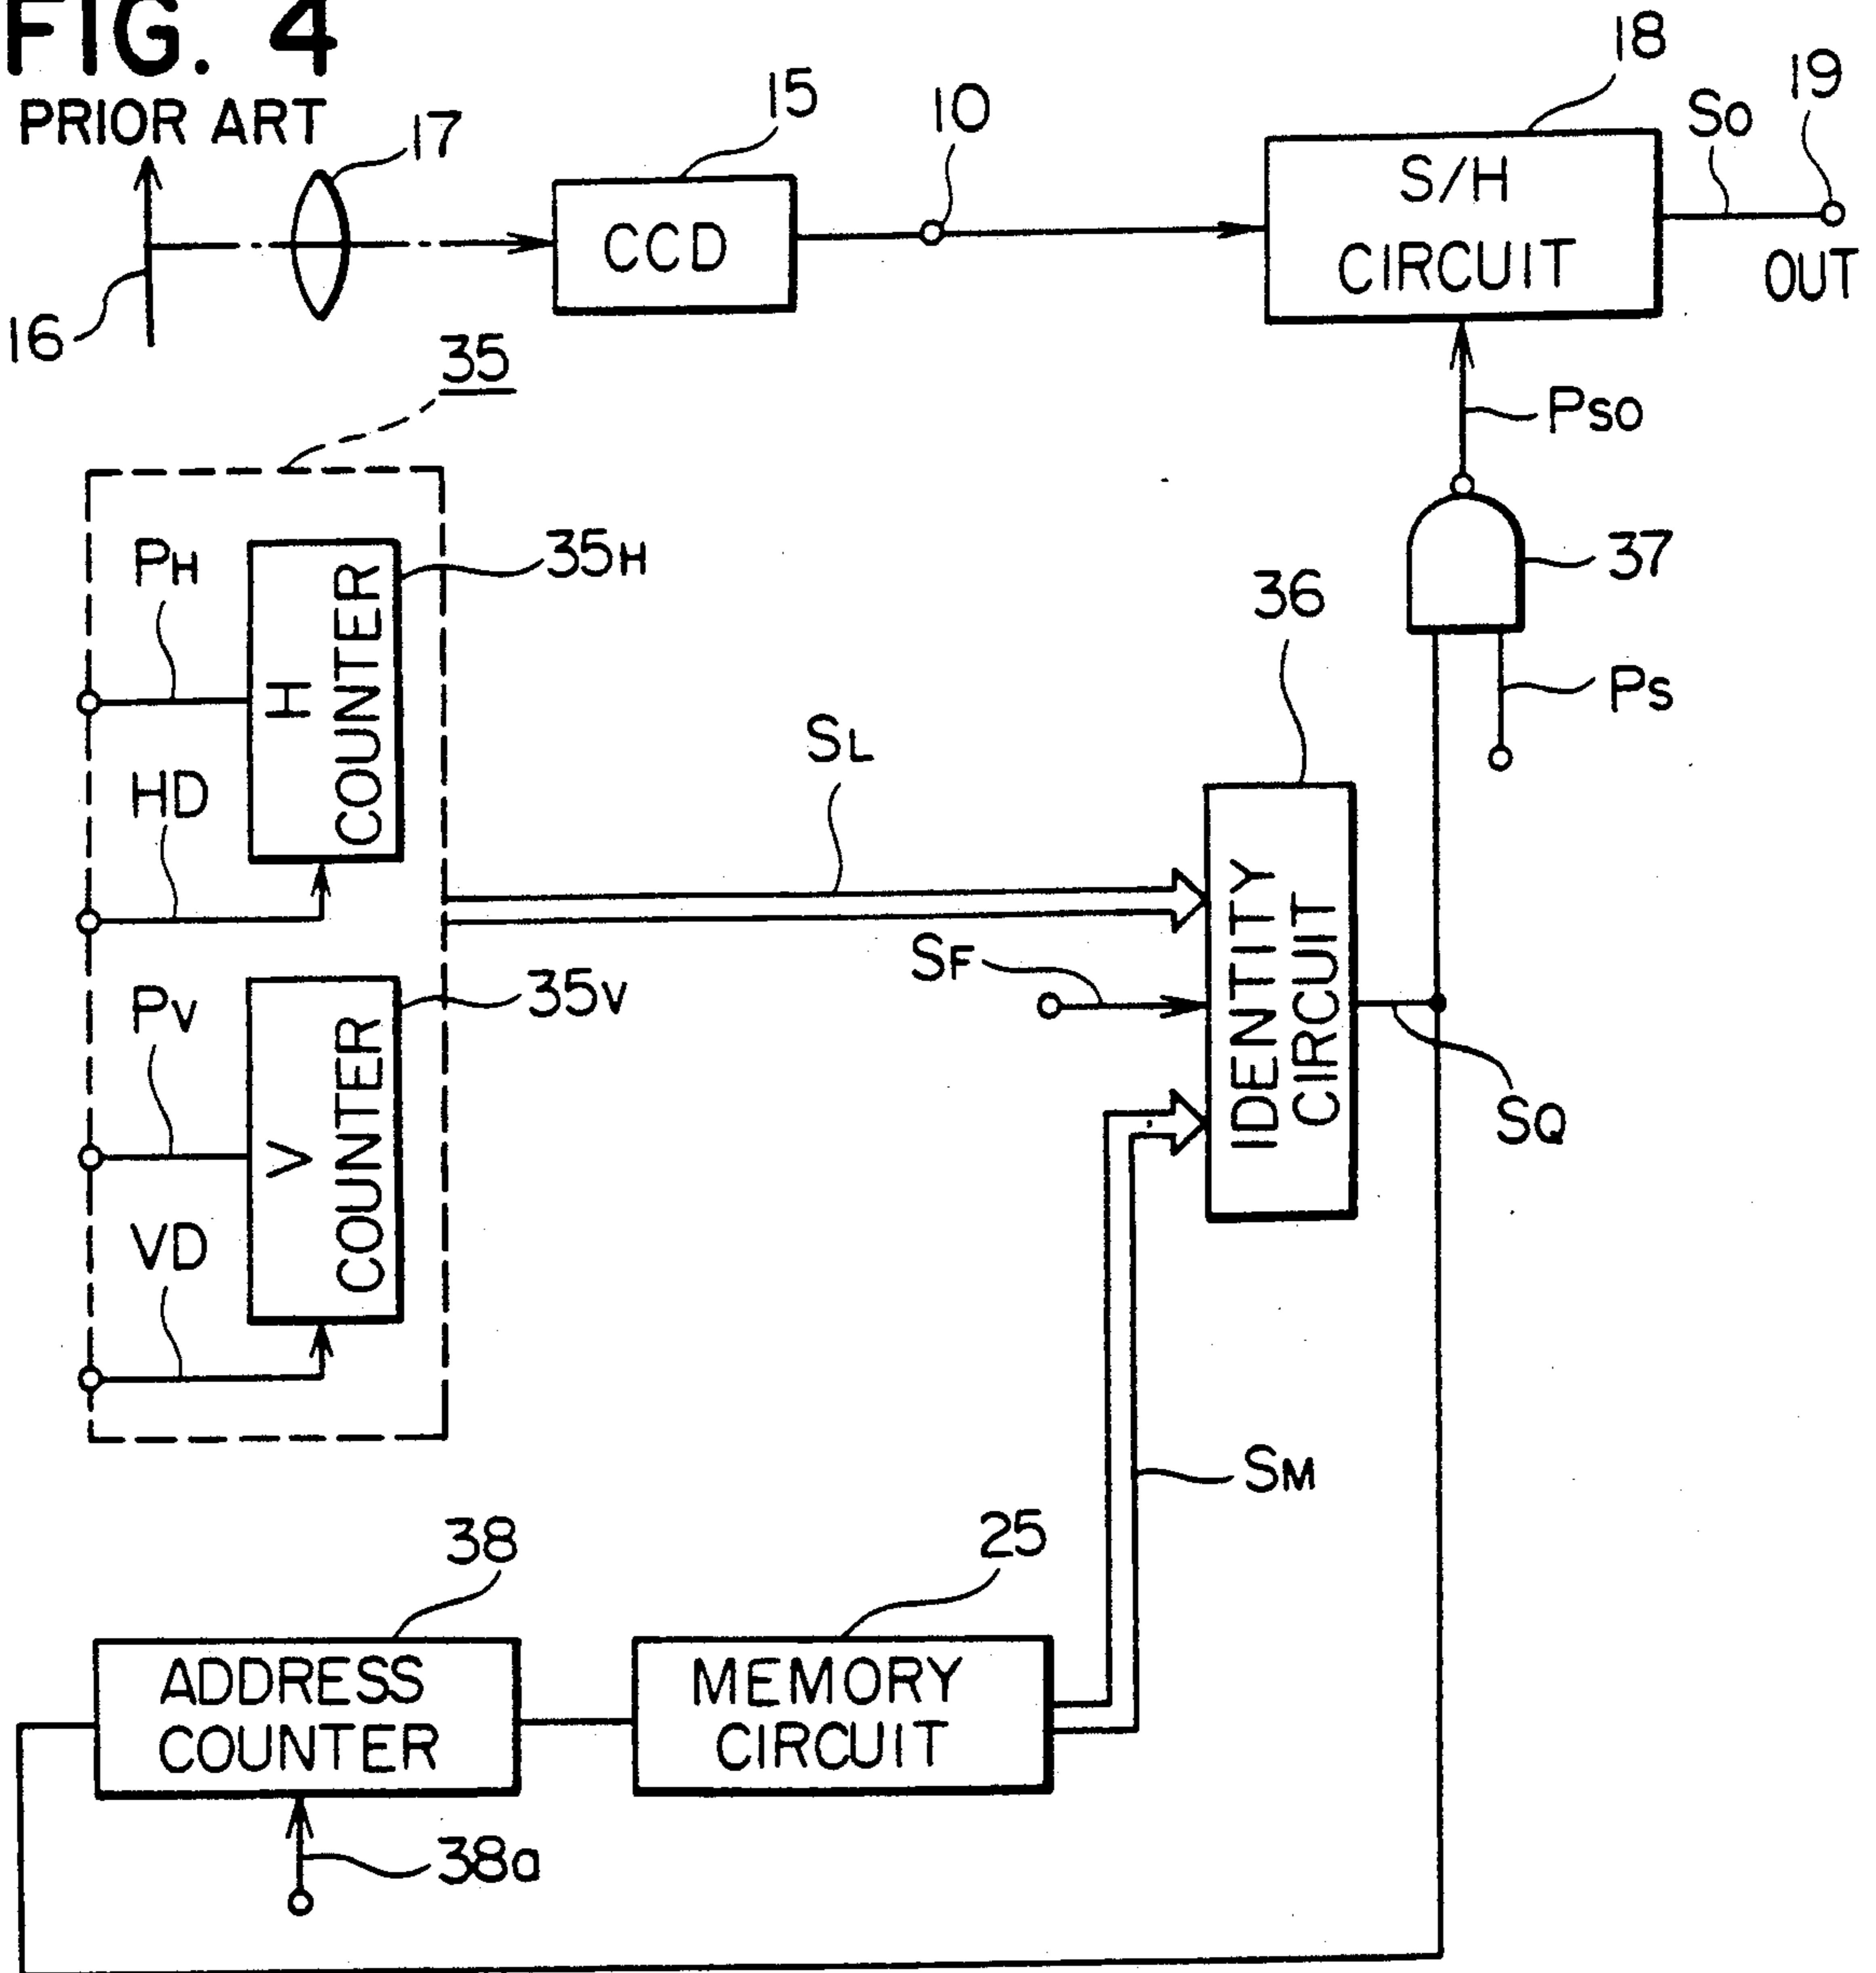 FIG. 4
PRIOR ART
17
15
10
18
So
19
S/H
CIRCUIT
CCD
OUT
16
35
Pso
PH
35H
H
COUNTER
37
36
Ps
HD
SL
IDENTITY
CIRCUIT
SF
PV
35V
V
COUNTER
SQ
VD
SM
38
25
ADDRESS
COUNTER
MEMORY
CIRCUIT
38a